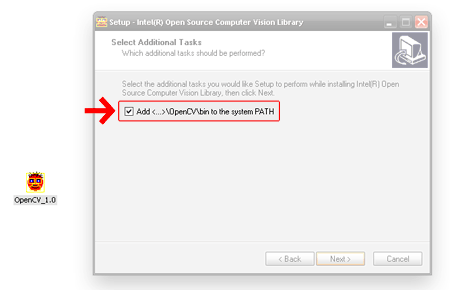 Setup - Intel(R) Open Source Computer Vision Library
Select Additional Tasks
Which additional tasks should be performed?
Select the additional tasks you would like Setup to perform while installing Intel(R) Open
Source Computer Vision Library, then click Next.
Add <...>\OpenCV\bin to the system PATH
OpenCV_1.0
< Back
Next >
Cancel